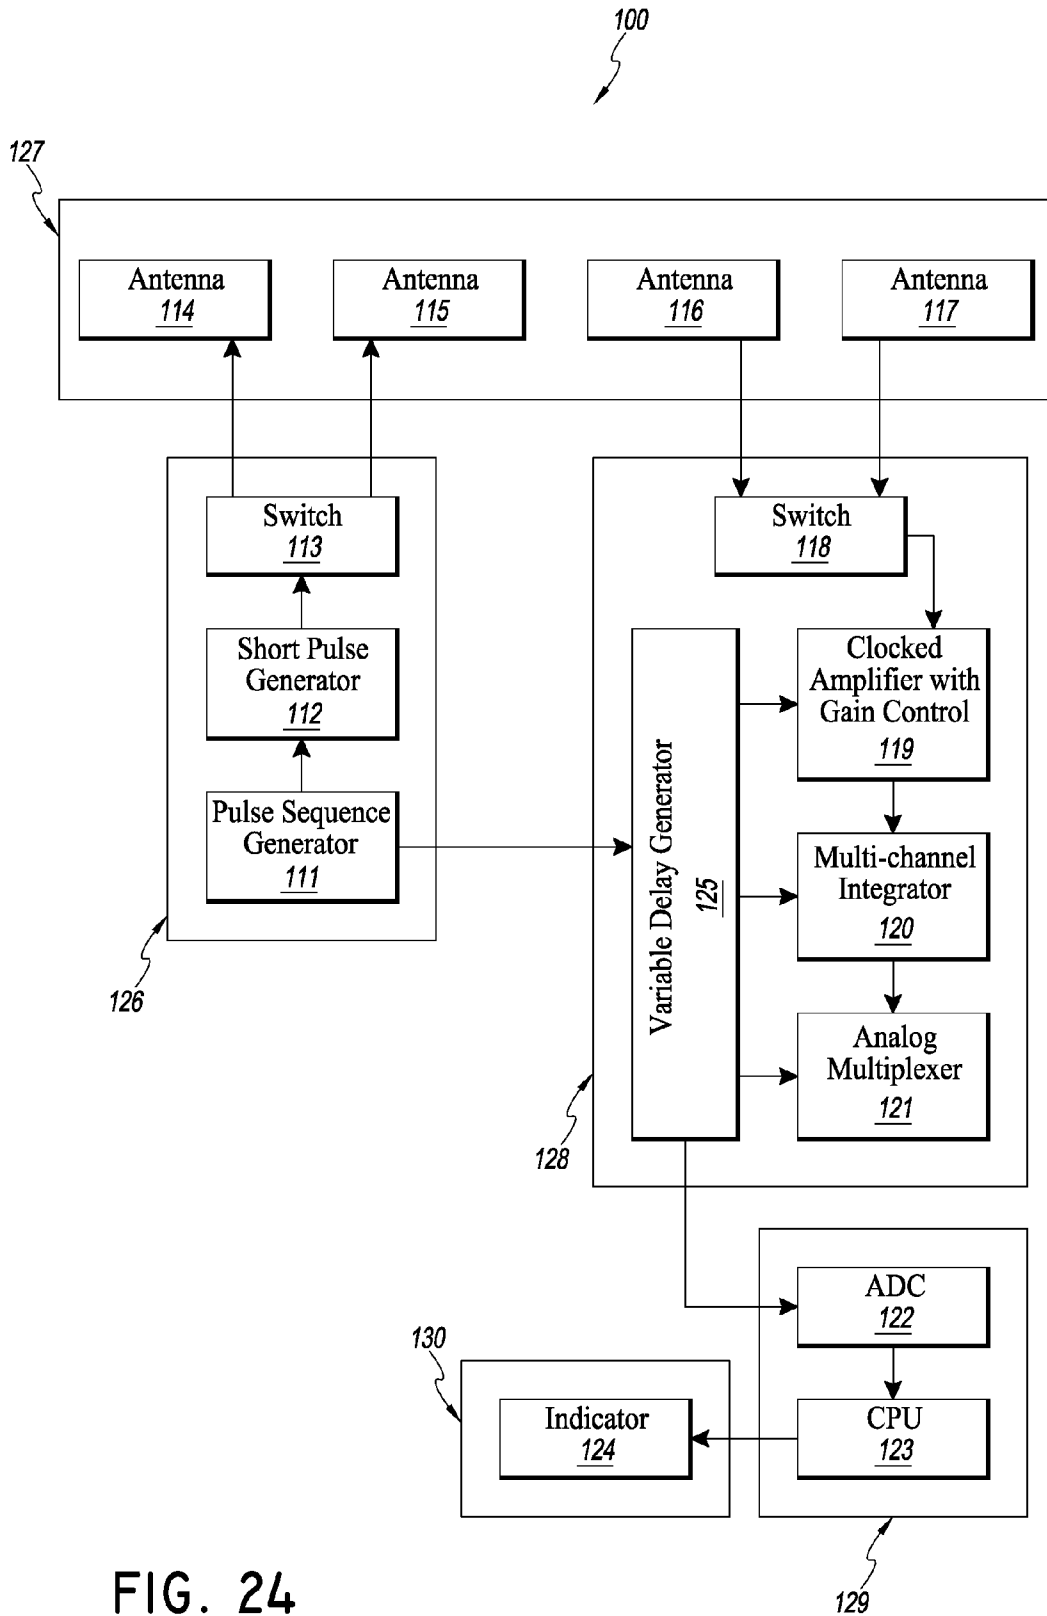 100
127
Antenna
114
Antenna
115
Antenna
116
Antenna
117
Switch
113
Short Pulse
Generator
112
Pulse Sequence
Generator
111
126
Switch
118
Variable Delay Generator
125
Clocked
Amplifier with
Gain Control
119
Multi-channel
Integrator
120
Analog
Multiplexer
121
128
ADC
122
CPU
123
129
130
Indicator
124
FIG. 24